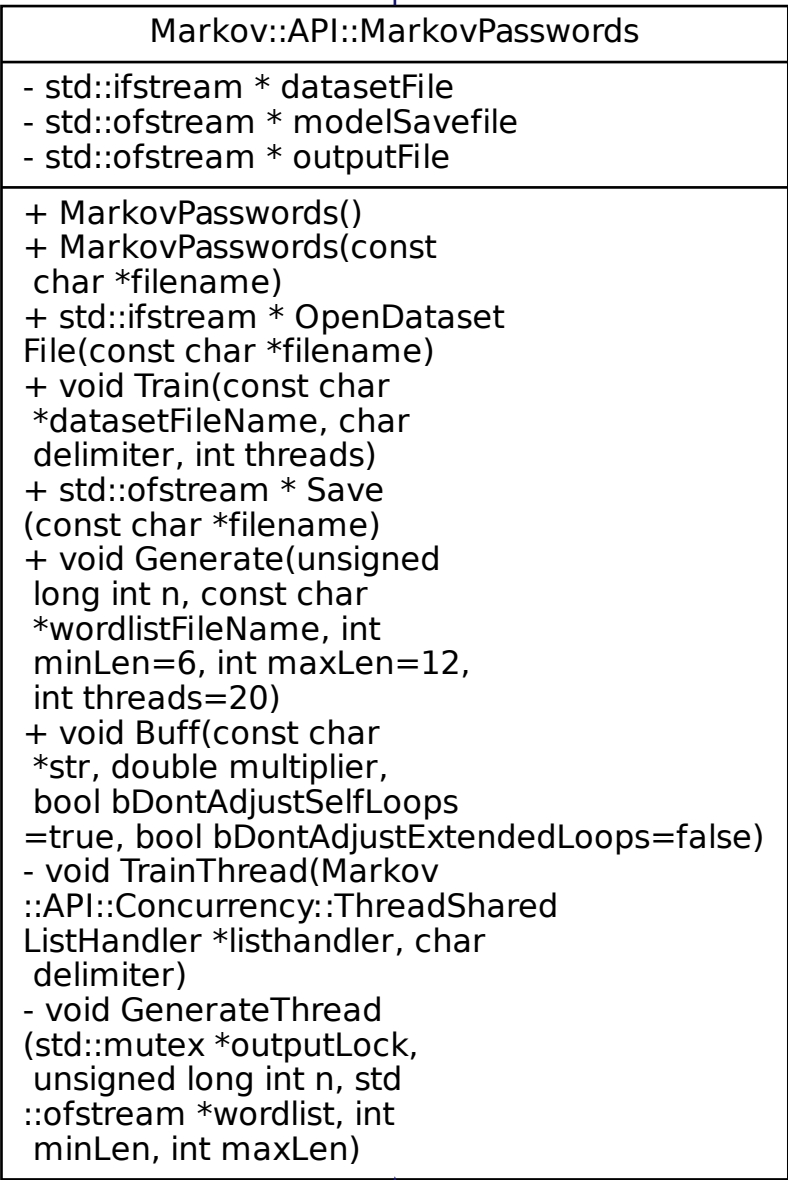 Markov::API::MarkovPasswords
- std::ifstream * datasetFile
- std::ofstream * modelSavefile
- std::ofstream * outputFile
+ MarkovPasswords()
+ MarkovPasswords(const
char *filename)
+ std::ifstream * OpenDataset
File(const char *filename)
+ void Train(const char
*datasetFileName, char
delimiter, int threads)
+ std::ofstream * Save
(const char *filename)
+ void Generate(unsigned
long int n, const char
*wordlistFileName, int
minLen=6, int maxLen=12,
int threads=20)
+ void Buff(const char
*str, double multiplier,
bool bDontAdjustSelfLoops
=true, bool bDontAdjustExtendedLoops=false)
- void TrainThread(Markov
::API::Concurrency::ThreadShared
ListHandler *listhandler, char
delimiter)
- void GenerateThread
(std::mutex *outputLock,
unsigned long int n, std
::ofstream *wordlist, int
minLen, int maxLen)